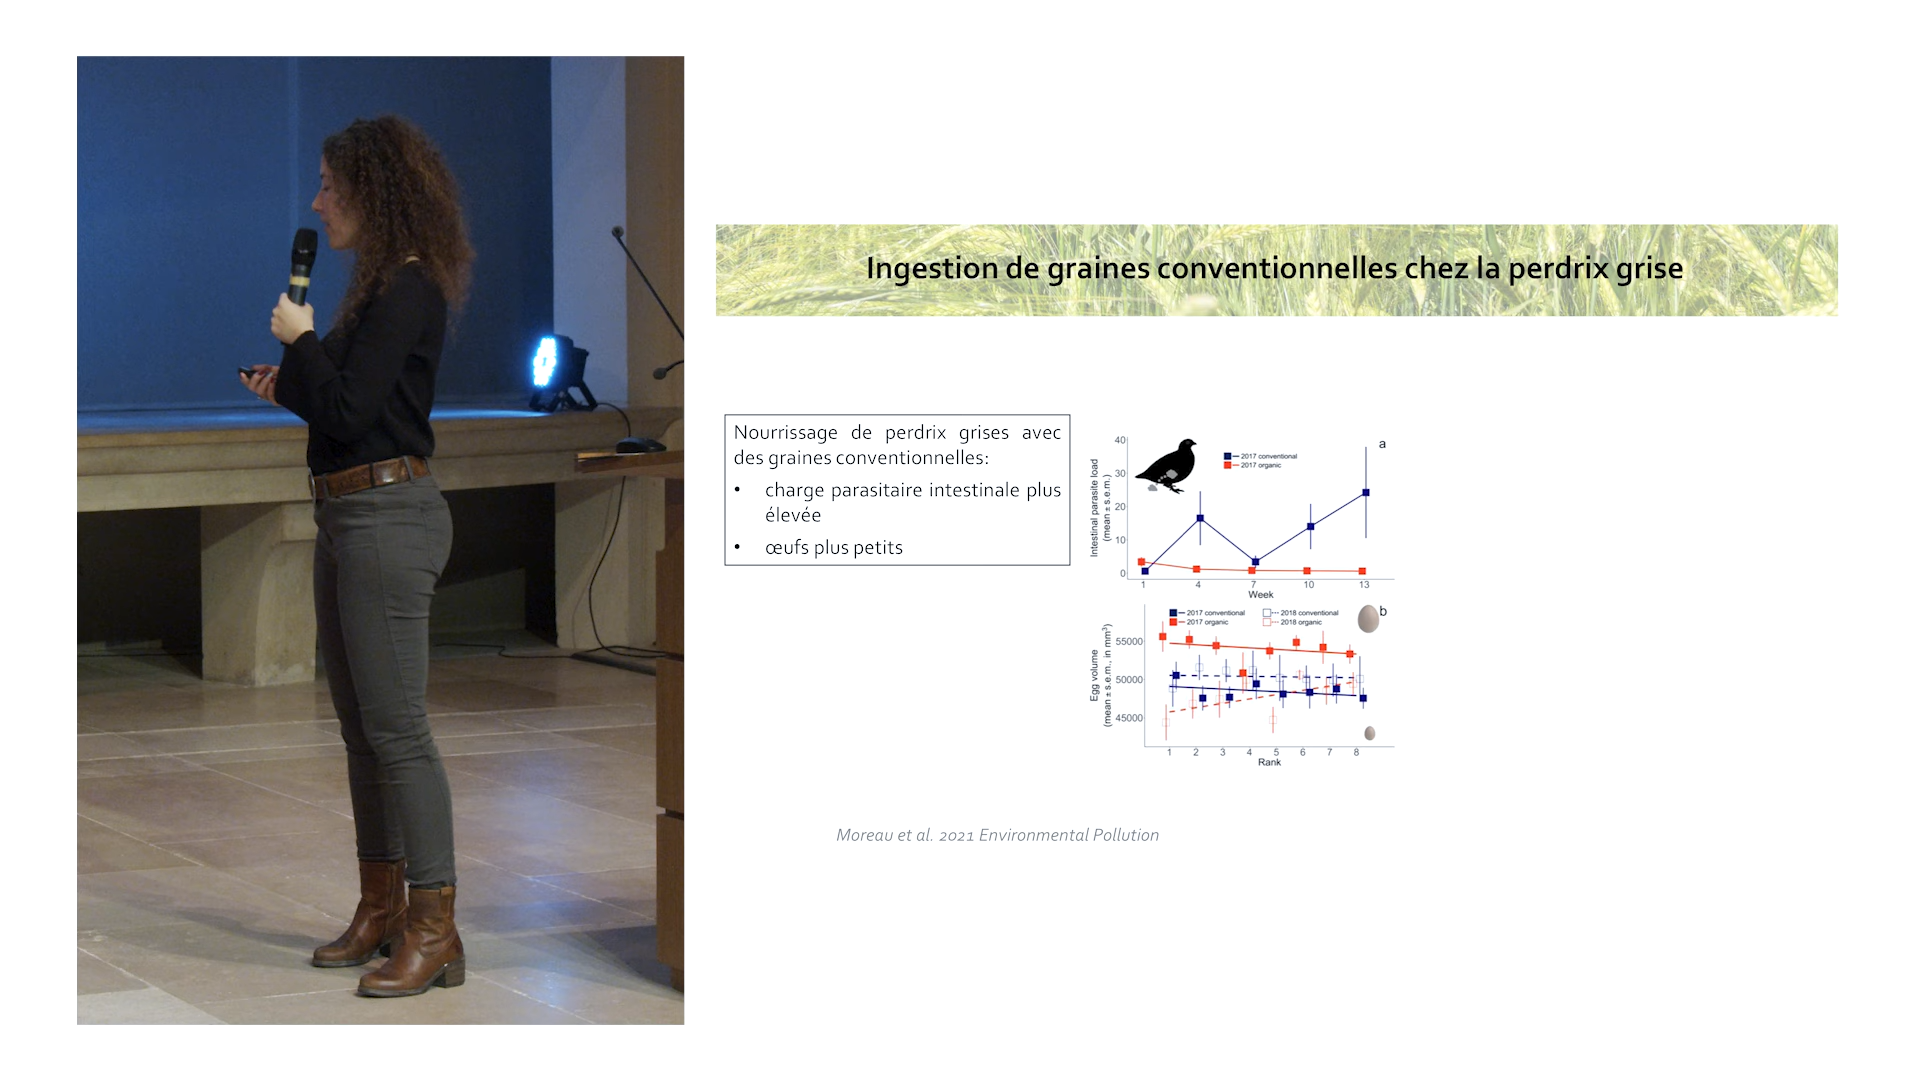 Ingestion de graines conventionnelles chez la perdrix grise
Nourrissage de perdrix grises avec
des graines conventionnelles:
• charge parasitaire intestinale plus
élevée
• œufs plus petits
a
2017 conventional
2017 organic
Intestinal parasite load
(mean ± s.e.m.)
40
30
20
10
0
1 4 7 10 13
Week
b
2017 conventional 2018 conventional
2017 organic 2018 organic
Egg volume
(mean ± s.e.m., in mm³)
55000
50000
45000
1 2 3 4 5 6 7 8
Rank
Moreau et al. 2021 Environmental Pollution